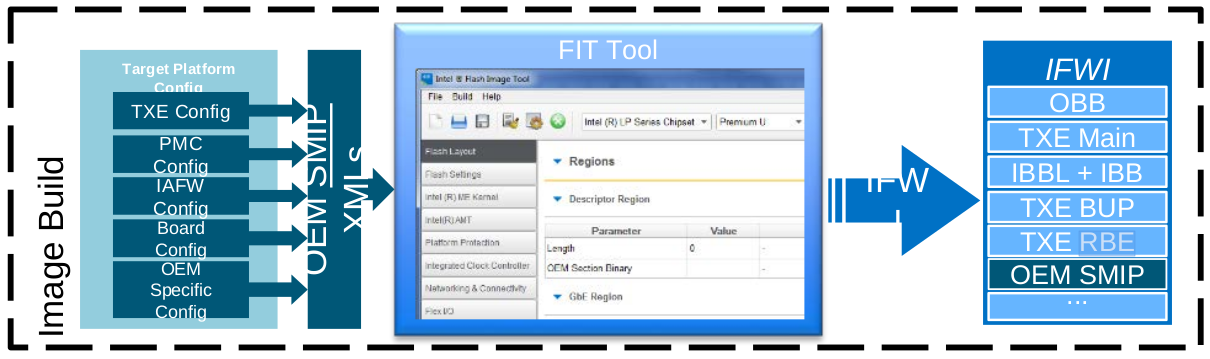 Image Build
Target Platform
Config
TXE Config
PMC
Config
IAFW
Config
Board
Config
OEM
Specific
Config
OEM SMIP
XMLs
FIT Tool
Intel ® Flash Image Tool
File Build Help
Intel (R) LP Series Chipset
Premium U
Flash Layout
Flash Settings
Intel (R) ME Kernel
Intel(R) AMT
Platform Protection
Integrated Clock Controller
Networking & Connectivity
Flex I/O
Regions
Descriptor Region
Parameter Value
Length 0 -
OEM Section Binary -
GbE Region
IFW
I
IFWI
OBB
TXE Main
IBBL + IBB
TXE BUP
TXE RBE
OEM SMIP
...